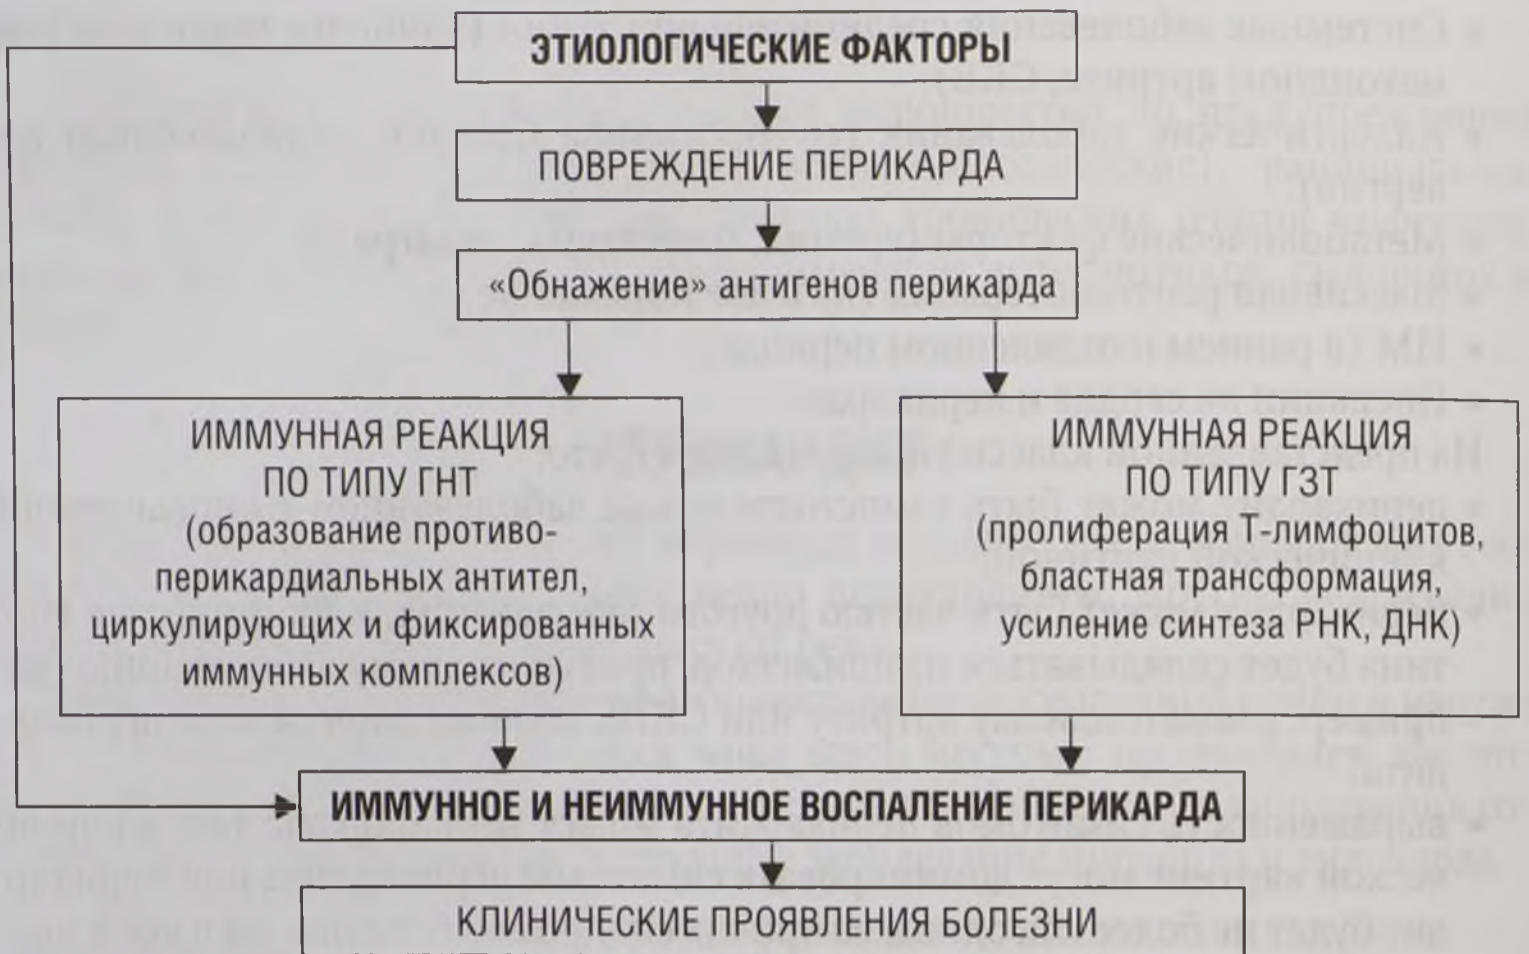 ЭТИОЛОГИЧЕСКИЕ ФАКТОРЫ
ПОВРЕЖДЕНИЕ ПЕРИКАРДА
«Обнажение» антигенов перикарда
ИММУННАЯ РЕАКЦИЯ
ПО ТИПУ ГНТ
(образование противо-
перикардиальных антител,
циркулирующих и фиксированных
иммунных комплексов)
ИММУННАЯ РЕАКЦИЯ
ПО ТИПУ ГЗТ
(пролиферация Т-лимфоцитов,
бластная трансформация,
усиление синтеза РНК, ДНК)
ИММУННОЕ И НЕИММУННОЕ ВОСПАЛЕНИЕ ПЕРИКАРДА
КЛИНИЧЕСКИЕ ПРОЯВЛЕНИЯ БОЛЕЗНИ